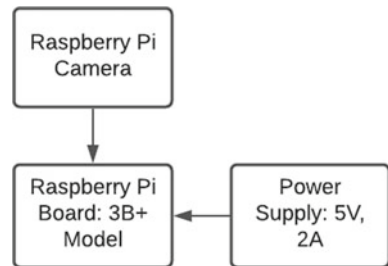 Raspberry Pi
Camera
Raspberry Pi
Board: 3B+
Model
Power
Supply: 5V,
2A